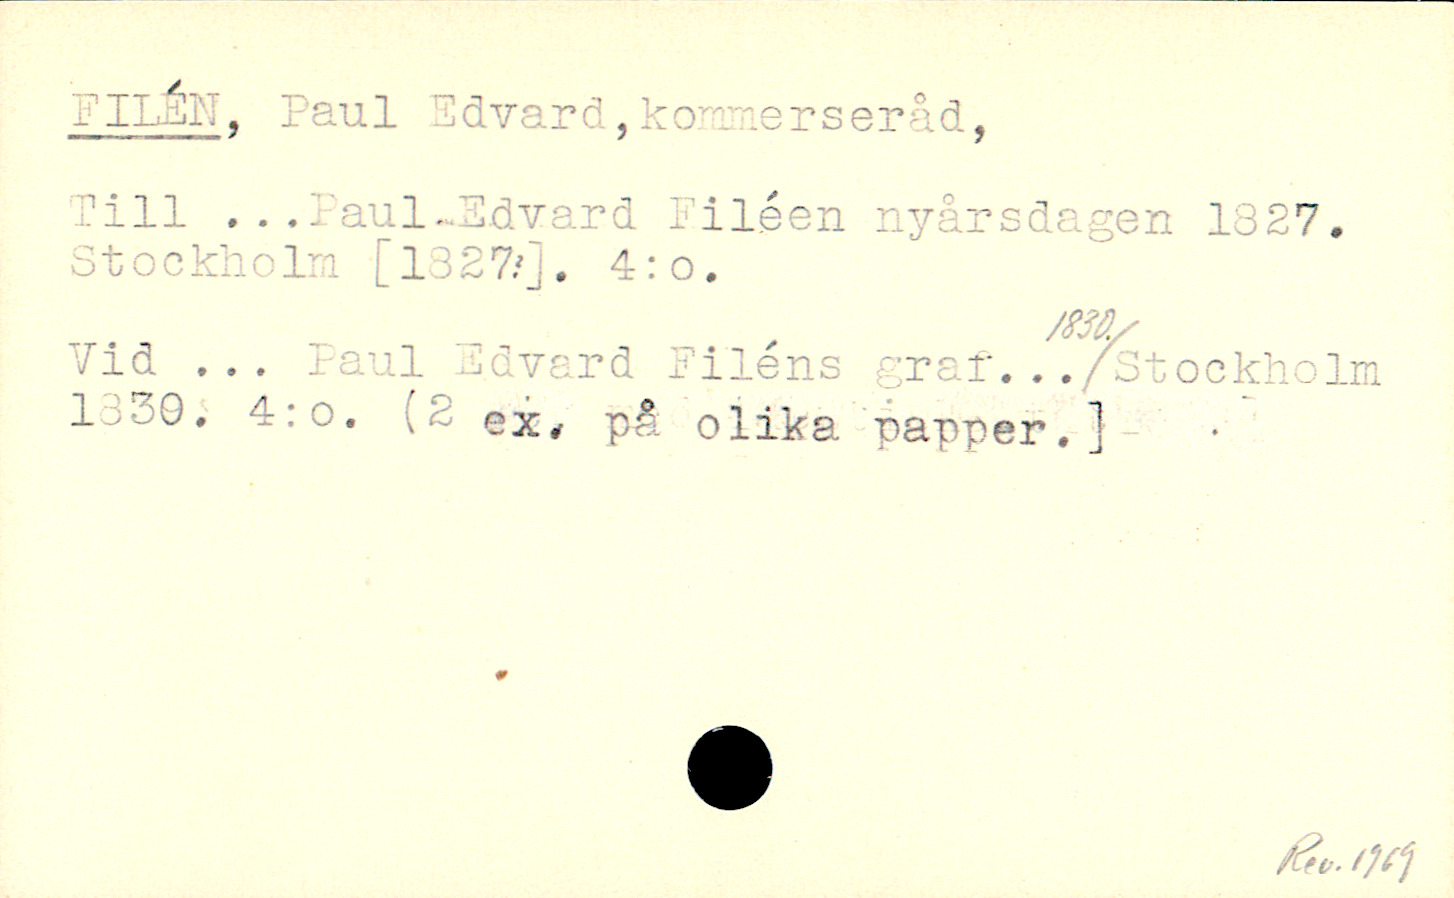 FILÉN, Paul Edvard,kommerseråd,
Till ...Paul Edvard Filéen nyårsdagen 1827.
Stockholm [1827?]. 4:o.
1830.
Vid ... Paul Edvard Filéns graf.../Stockholm
1830. 4:o. (2 ex. på olika papper.]
Rev. 1969